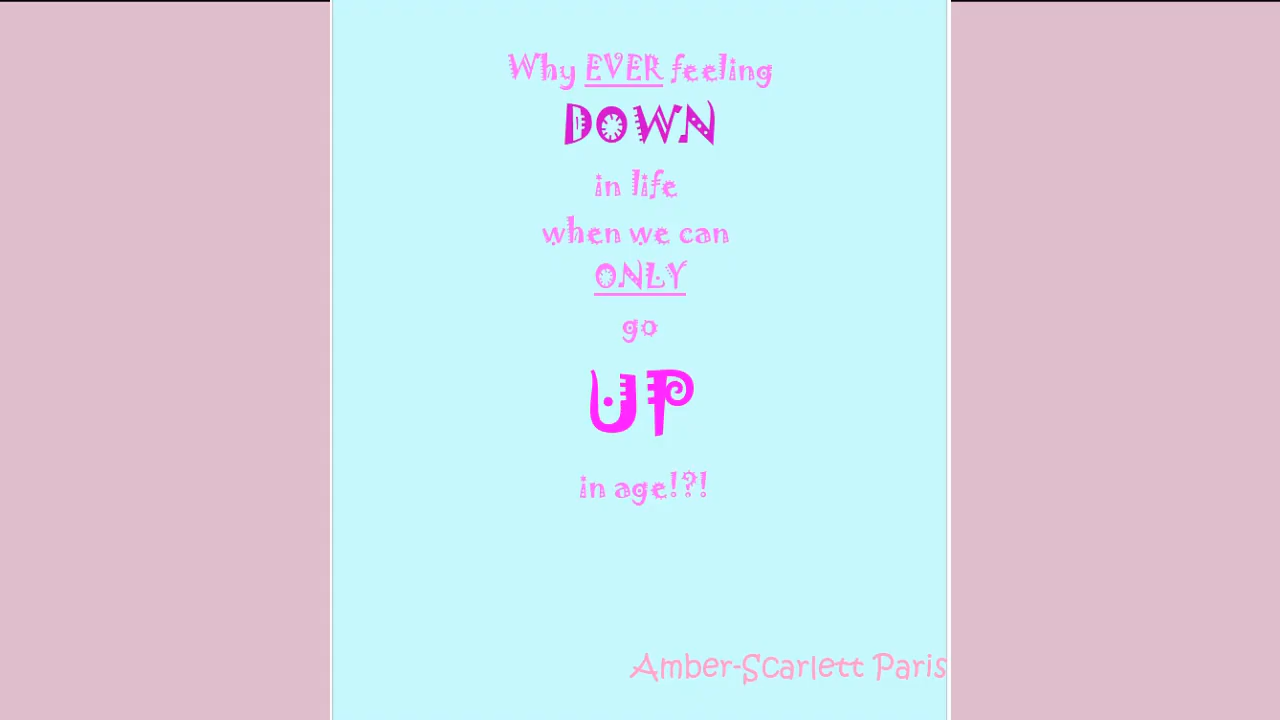 Why EVER feeling
DOWN
in life
when we can
ONLY
go
UP
in age!?!
Amber-Scarlett Paris